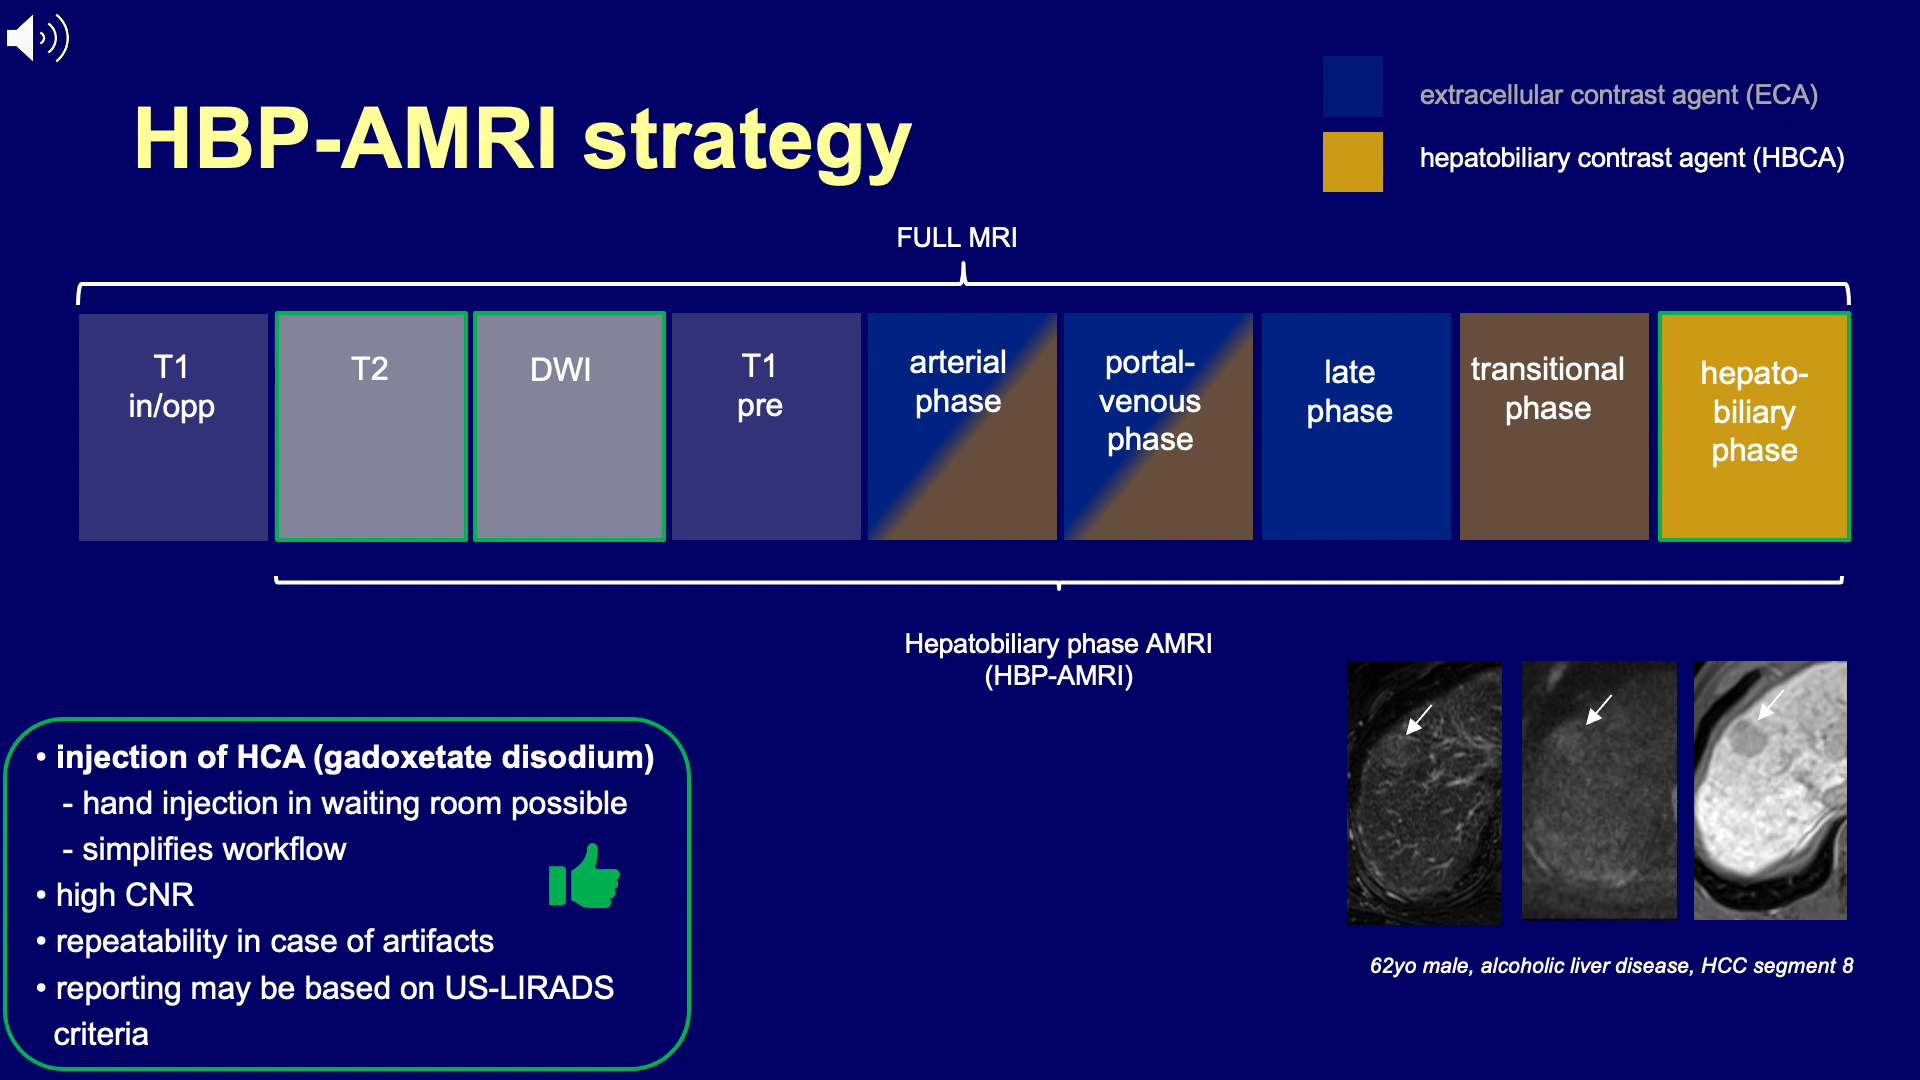 HBP-AMRI strategy
extracellular contrast agent (ECA)
hepatobiliary contrast agent (HBCA)
FULL MRI
T1
in/opp
T2
DWI
T1
pre
arterial
phase
portal-
venous
phase
late
phase
transitional
phase
hepato-
biliary
phase
Hepatobiliary phase AMRI
(HBP-AMRI)
• injection of HCA (gadoxetate disodium)
- hand injection in waiting room possible
- simplifies workflow
• high CNR
• repeatability in case of artifacts
• reporting may be based on US-LIRADS
criteria
62yo male, alcoholic liver disease, HCC segment 8